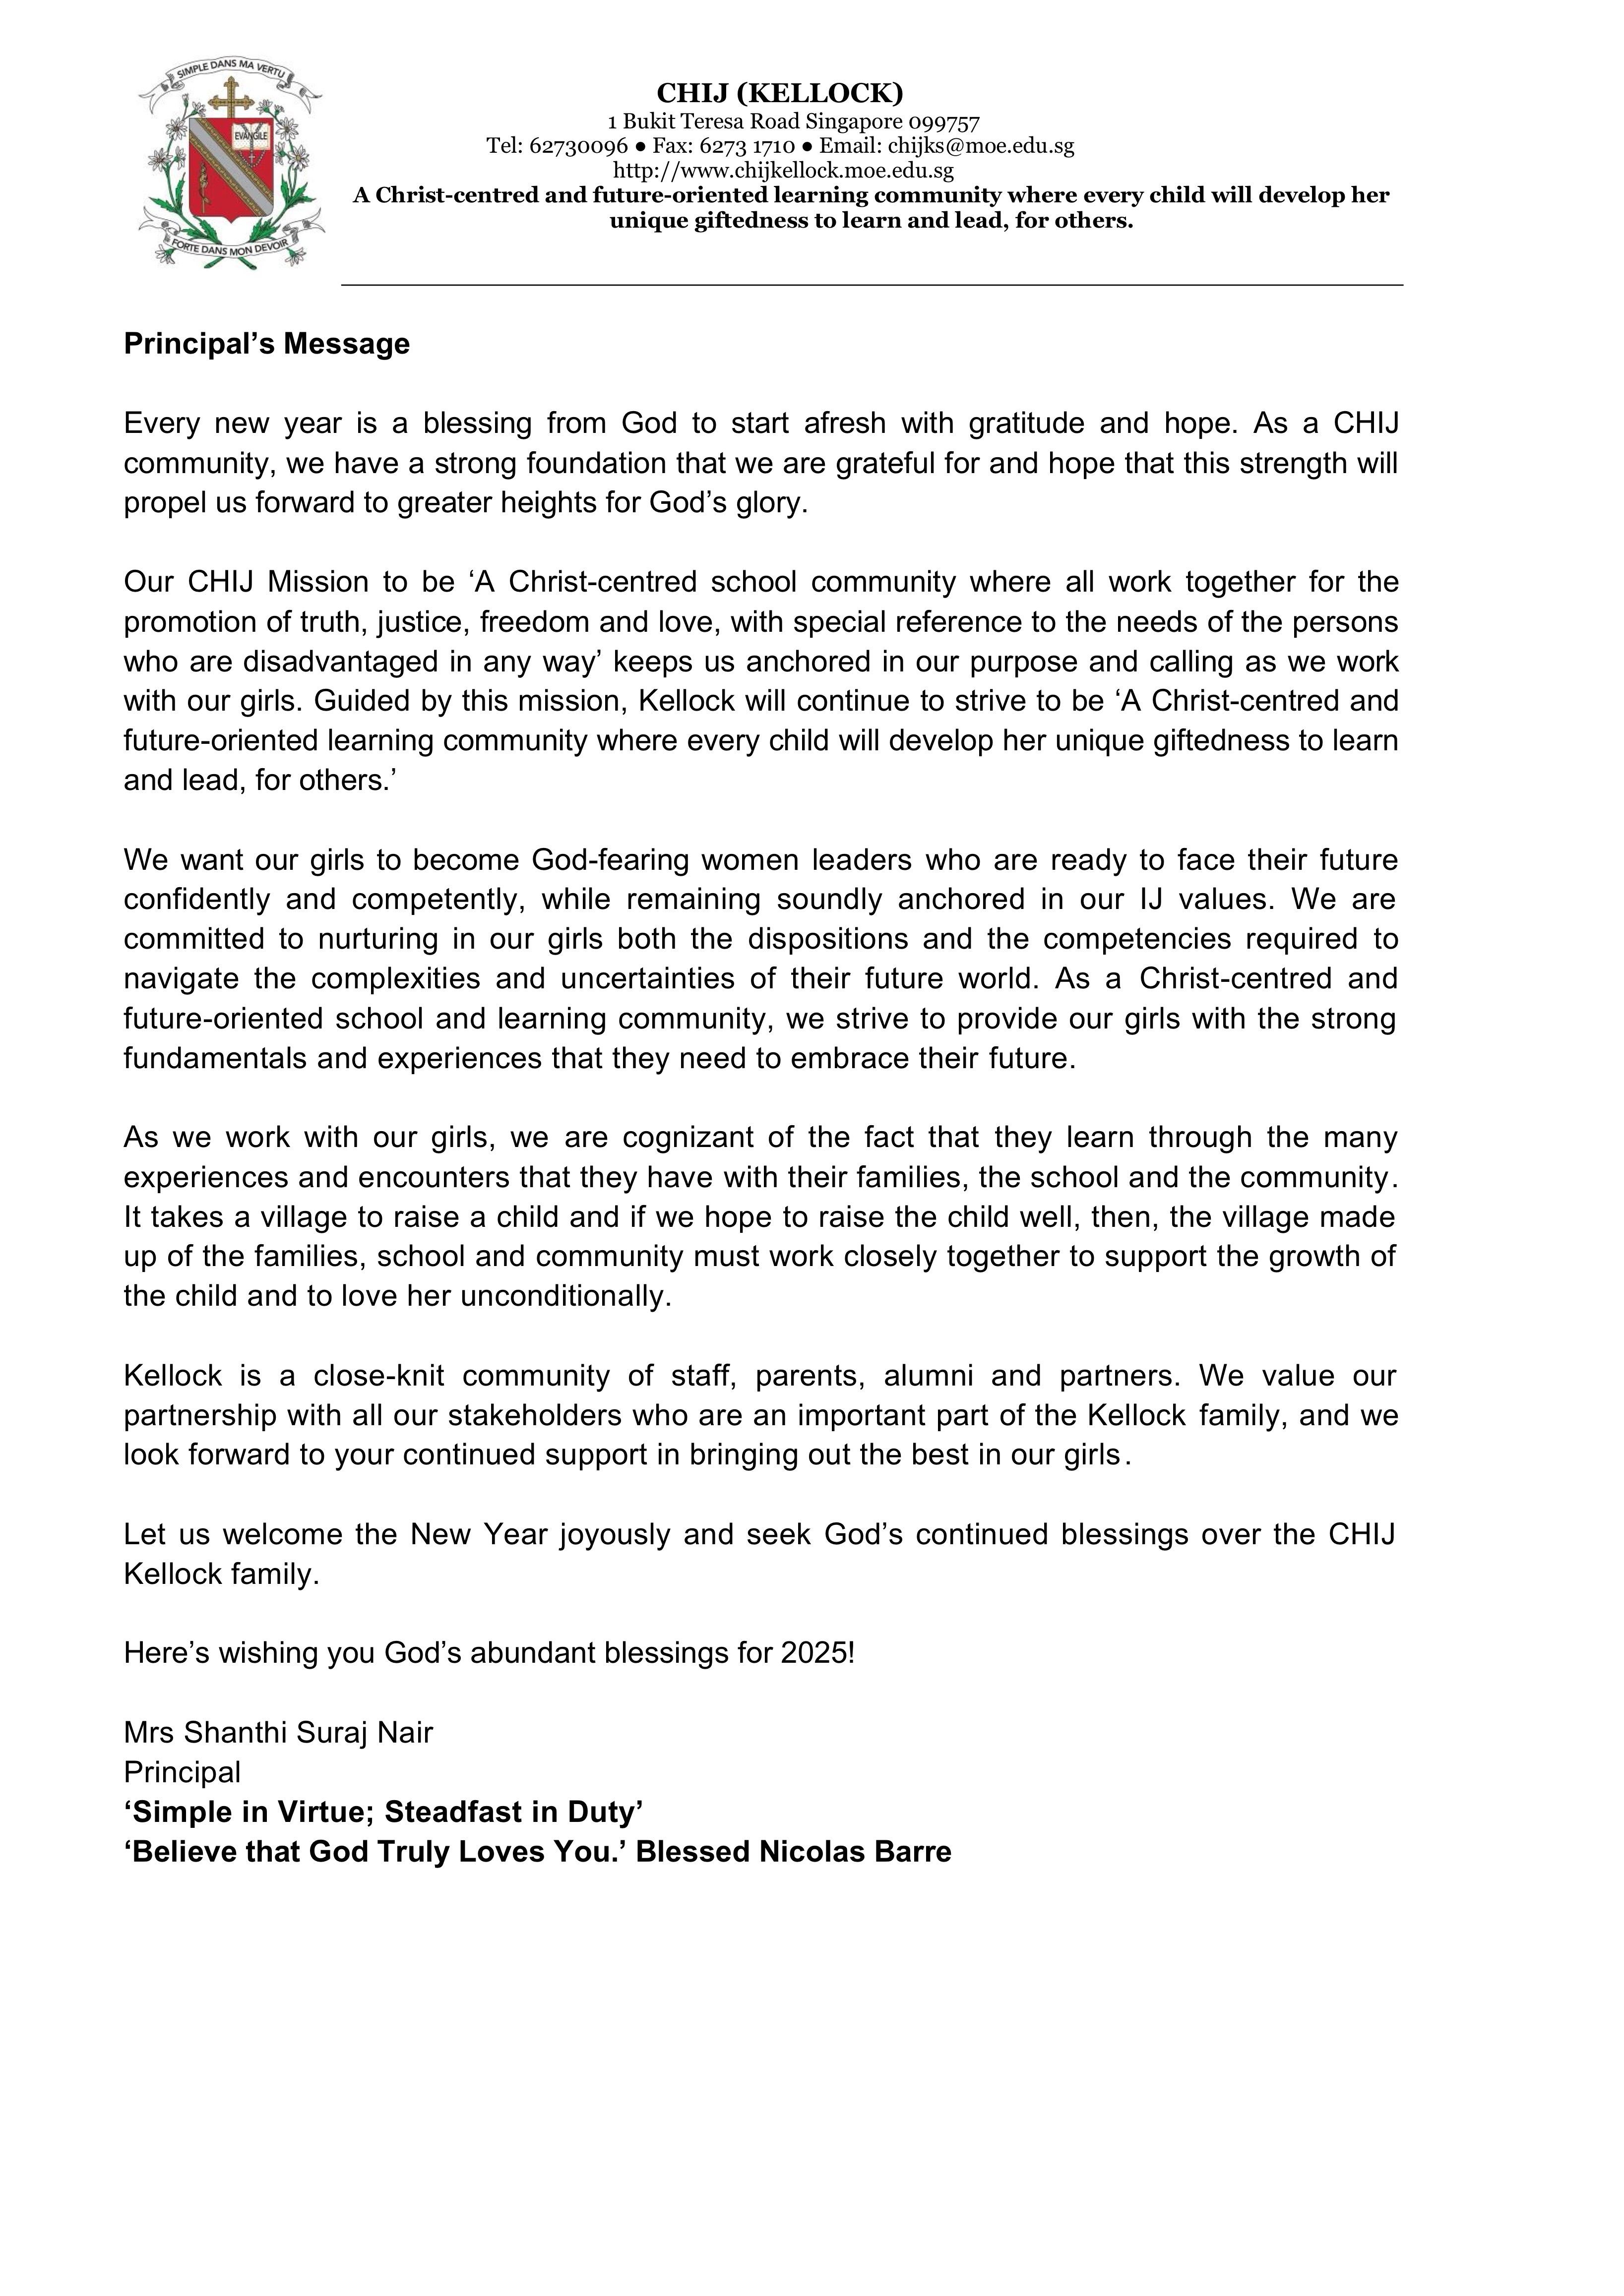 SIMPLE DANS MA VERTU
EVANGILE
FORTE DANS MON DEVOIR
CHIJ (KELLOCK)
1 Bukit Teresa Road Singapore 099757
Tel: 62730096 ● Fax: 6273 1710 ● Email: chijks@moe.edu.sg
http://www.chijkellock.moe.edu.sg
A Christ-centred and future-oriented learning community where every child will develop her
unique giftedness to learn and lead, for others.
Principal’s Message
Every new year is a blessing from God to start afresh with gratitude and hope. As a CHIJ
community, we have a strong foundation that we are grateful for and hope that this strength will
propel us forward to greater heights for God’s glory.
Our CHIJ Mission to be ‘A Christ-centred school community where all work together for the
promotion of truth, justice, freedom and love, with special reference to the needs of the persons
who are disadvantaged in any way’ keeps us anchored in our purpose and calling as we work
with our girls. Guided by this mission, Kellock will continue to strive to be ‘A Christ-centred and
future-oriented learning community where every child will develop her unique giftedness to learn
and lead, for others.’
We want our girls to become God-fearing women leaders who are ready to face their future
confidently and competently, while remaining soundly anchored in our IJ values. We are
committed to nurturing in our girls both the dispositions and the competencies required to
navigate the complexities and uncertainties of their future world. As a Christ-centred and
future-oriented school and learning community, we strive to provide our girls with the strong
fundamentals and experiences that they need to embrace their future.
As we work with our girls, we are cognizant of the fact that they learn through the many
experiences and encounters that they have with their families, the school and the community.
It takes a village to raise a child and if we hope to raise the child well, then, the village made
up of the families, school and community must work closely together to support the growth of
the child and to love her unconditionally.
Kellock is a close-knit community of staff, parents, alumni and partners. We value our
partnership with all our stakeholders who are an important part of the Kellock family, and we
look forward to your continued support in bringing out the best in our girls.
Let us welcome the New Year joyously and seek God’s continued blessings over the CHIJ
Kellock family.
Here’s wishing you God’s abundant blessings for 2025!
Mrs Shanthi Suraj Nair
Principal
‘Simple in Virtue; Steadfast in Duty’
‘Believe that God Truly Loves You.’ Blessed Nicolas Barre